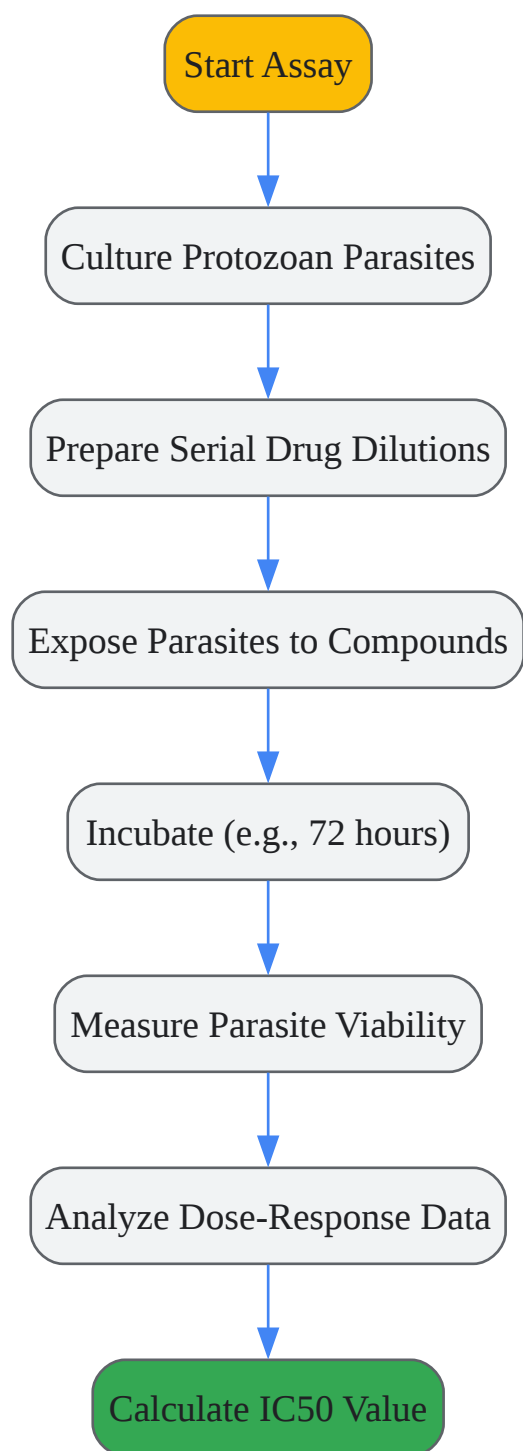 Start Assay
Culture Protozoan Parasites
Prepare Serial Drug Dilutions
Expose Parasites to Compounds
Incubate (e.g., 72 hours)
Measure Parasite Viability
Analyze Dose-Response Data
Calculate IC50 Value